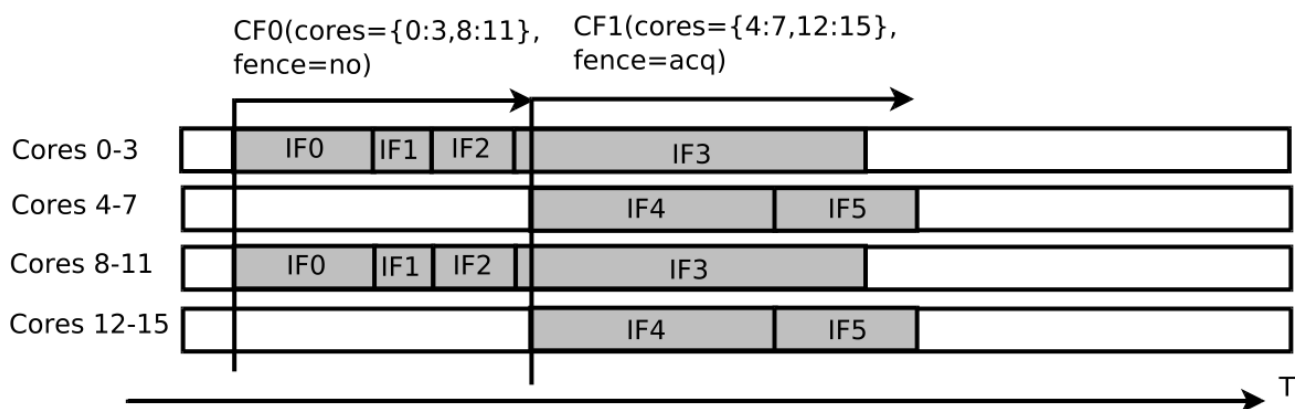 CF0(cores={0:3,8:11},
fence=no)
CF1(cores={4:7,12:15},
fence=acq)
Cores 0-3
IF0
IF1
IF2
IF3
Cores 4-7
IF4
IF5
Cores 8-11
IF0
IF1
IF2
IF3
Cores 12-15
IF4
IF5
T